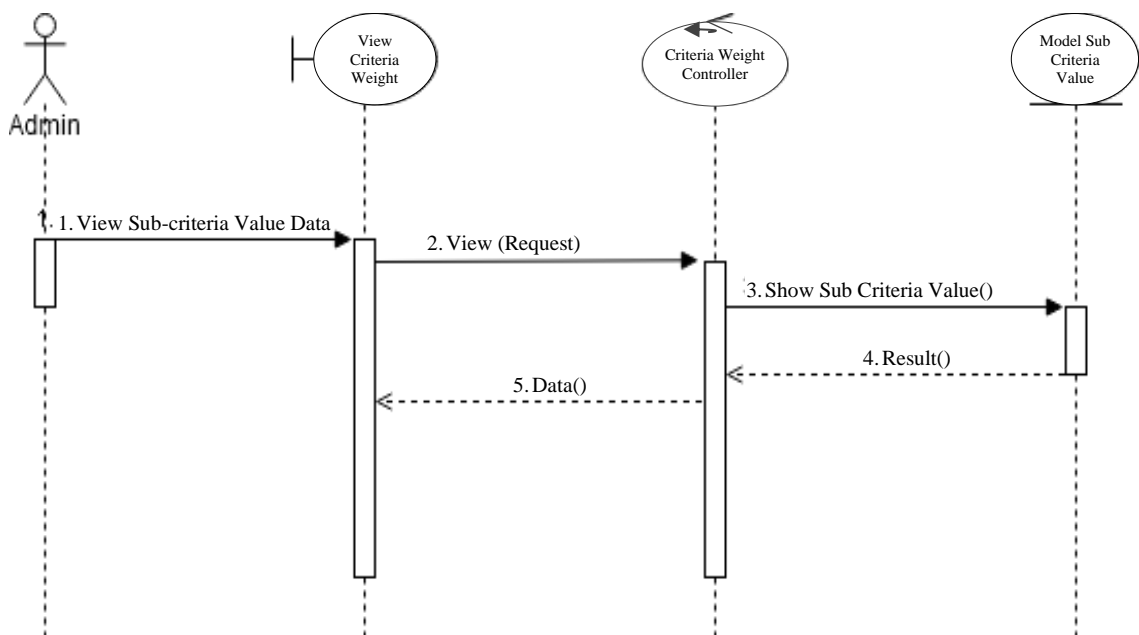 Admin
View
Criteria
Weight
Criteria Weight
Controller
Model Sub
Criteria
Value
1. View Sub-criteria Value Data
2. View (Request)
3. Show Sub Criteria Value()
4. Result()
5. Data()